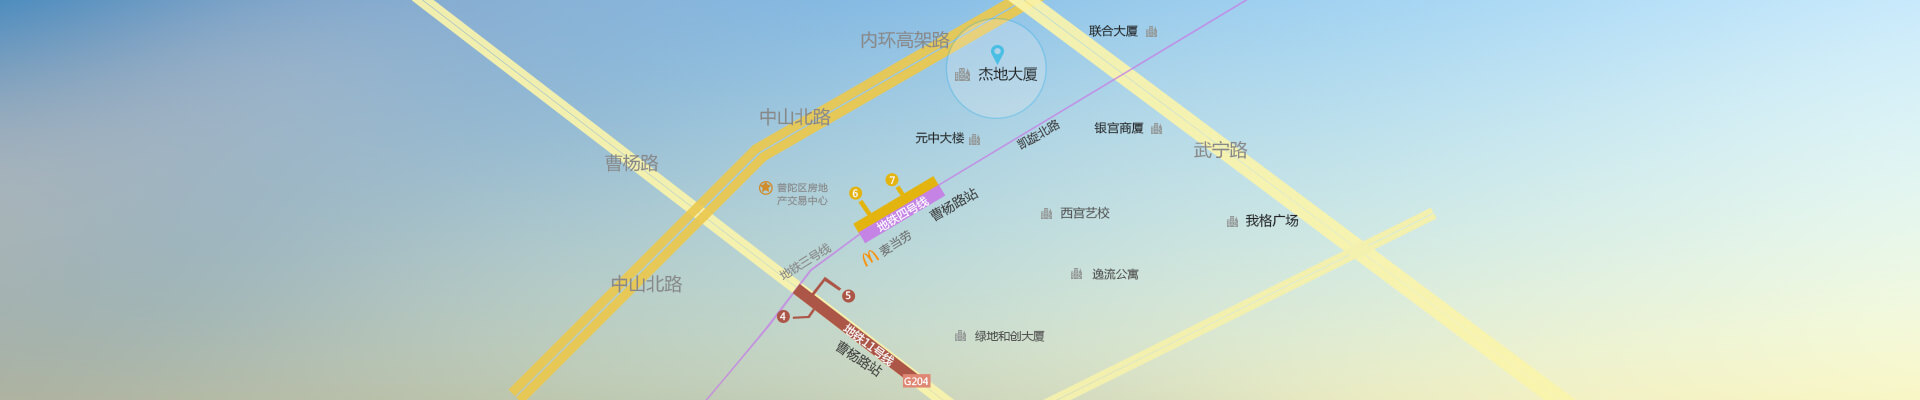 联合大厦
内环高架路
杰地大厦
中山北路
银宫商厦
元中大楼
凯旋北路
武宁路
曹杨路
普陀区房地
产交易中心
7
6
曹杨路站
地铁四号线
西宫艺校
我格广场
麦当劳
地铁三号线
逸流公寓
中山北路
5
4
地铁11号线
曹杨路站
绿地和创大厦
G204